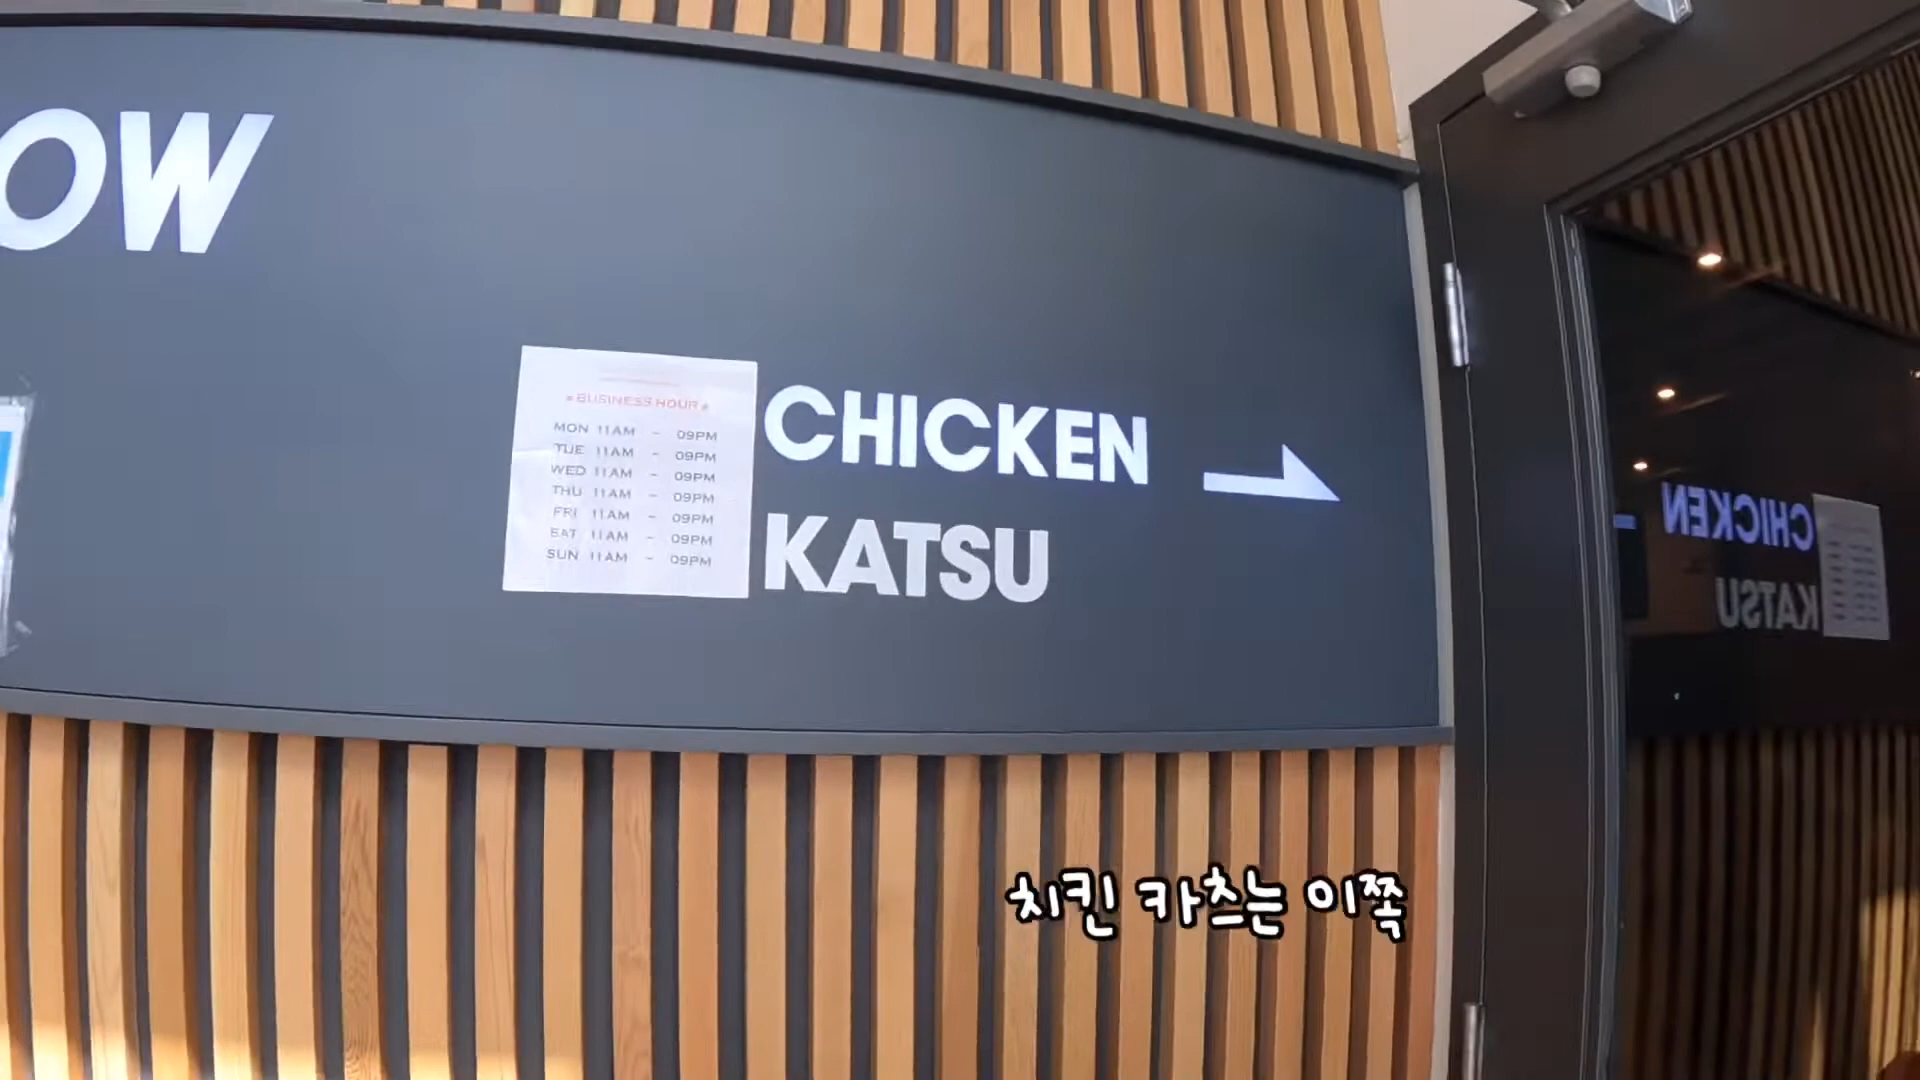 OW
BUSINESS HOUR
MON 11AM - 09PM
TUE 11AM - 09PM
WED 11AM - 09PM
THU 11AM - 09PM
FRI 11AM - 09PM
SAT 11AM - 09PM
SUN 11AM - 09PM
CHICKEN
KATSU
CHICKEN
KATSU
치킨 카츠는 이쪽